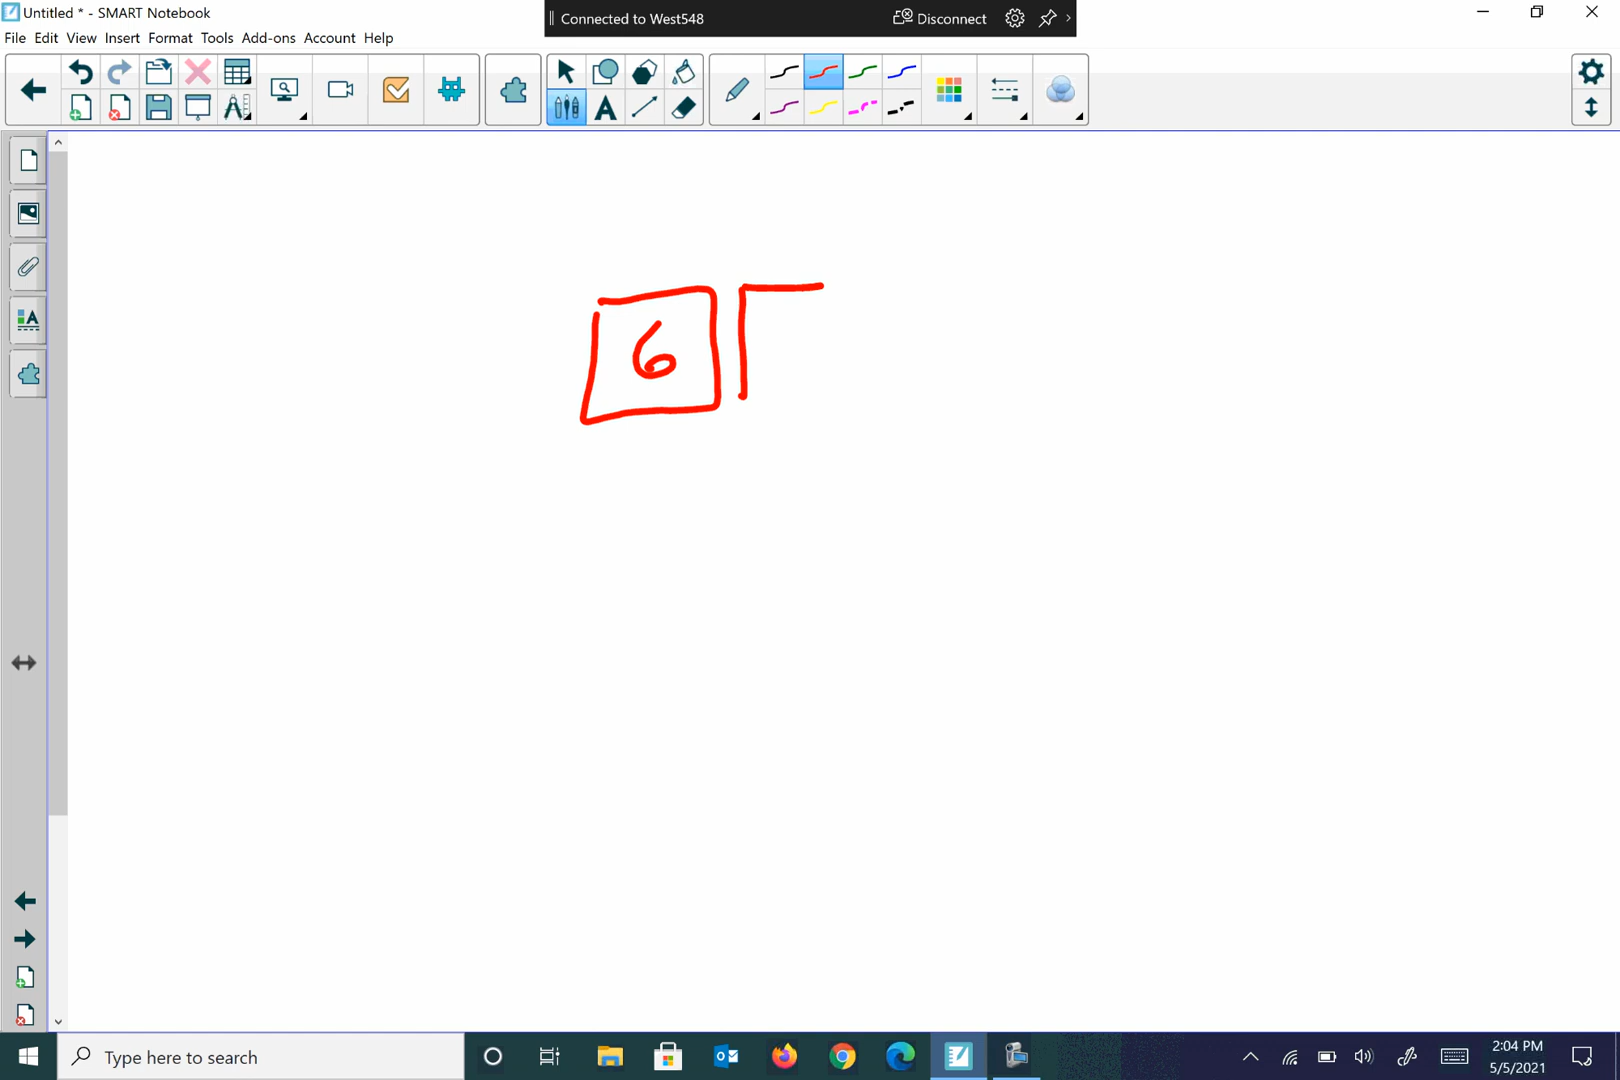 Untitled * - SMART Notebook
Connected to West548
Disconnect
File Edit View Insert Format Tools Add-ons Account Help
6
Type here to search
2:04 PM
5/5/2021